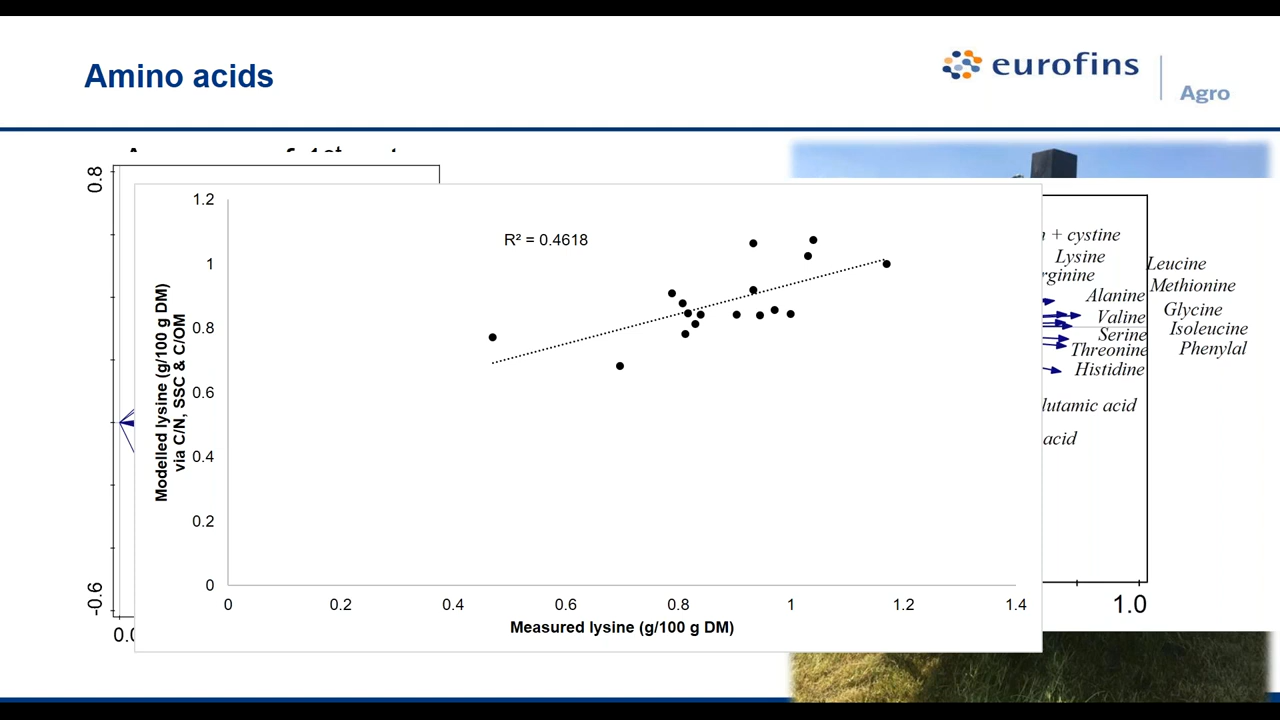 Amino acids
eurofins
Agro
0.8
-0.6
1.2
1
0.8
0.6
0.4
0.2
0
R² = 0.4618
Modelled lysine (g/100 g DM)
via C/N, SSC & C/OM
0
0.2
0.4
0.6
0.8
1
1.2
1.4
Measured lysine (g/100 g DM)
+ cystine
Lysine
Leucine
Methionine
Alanine
Glycine
Valine
Isoleucine
Serine
Threonine
Phenylal
Histidine
acid
acid
1.0